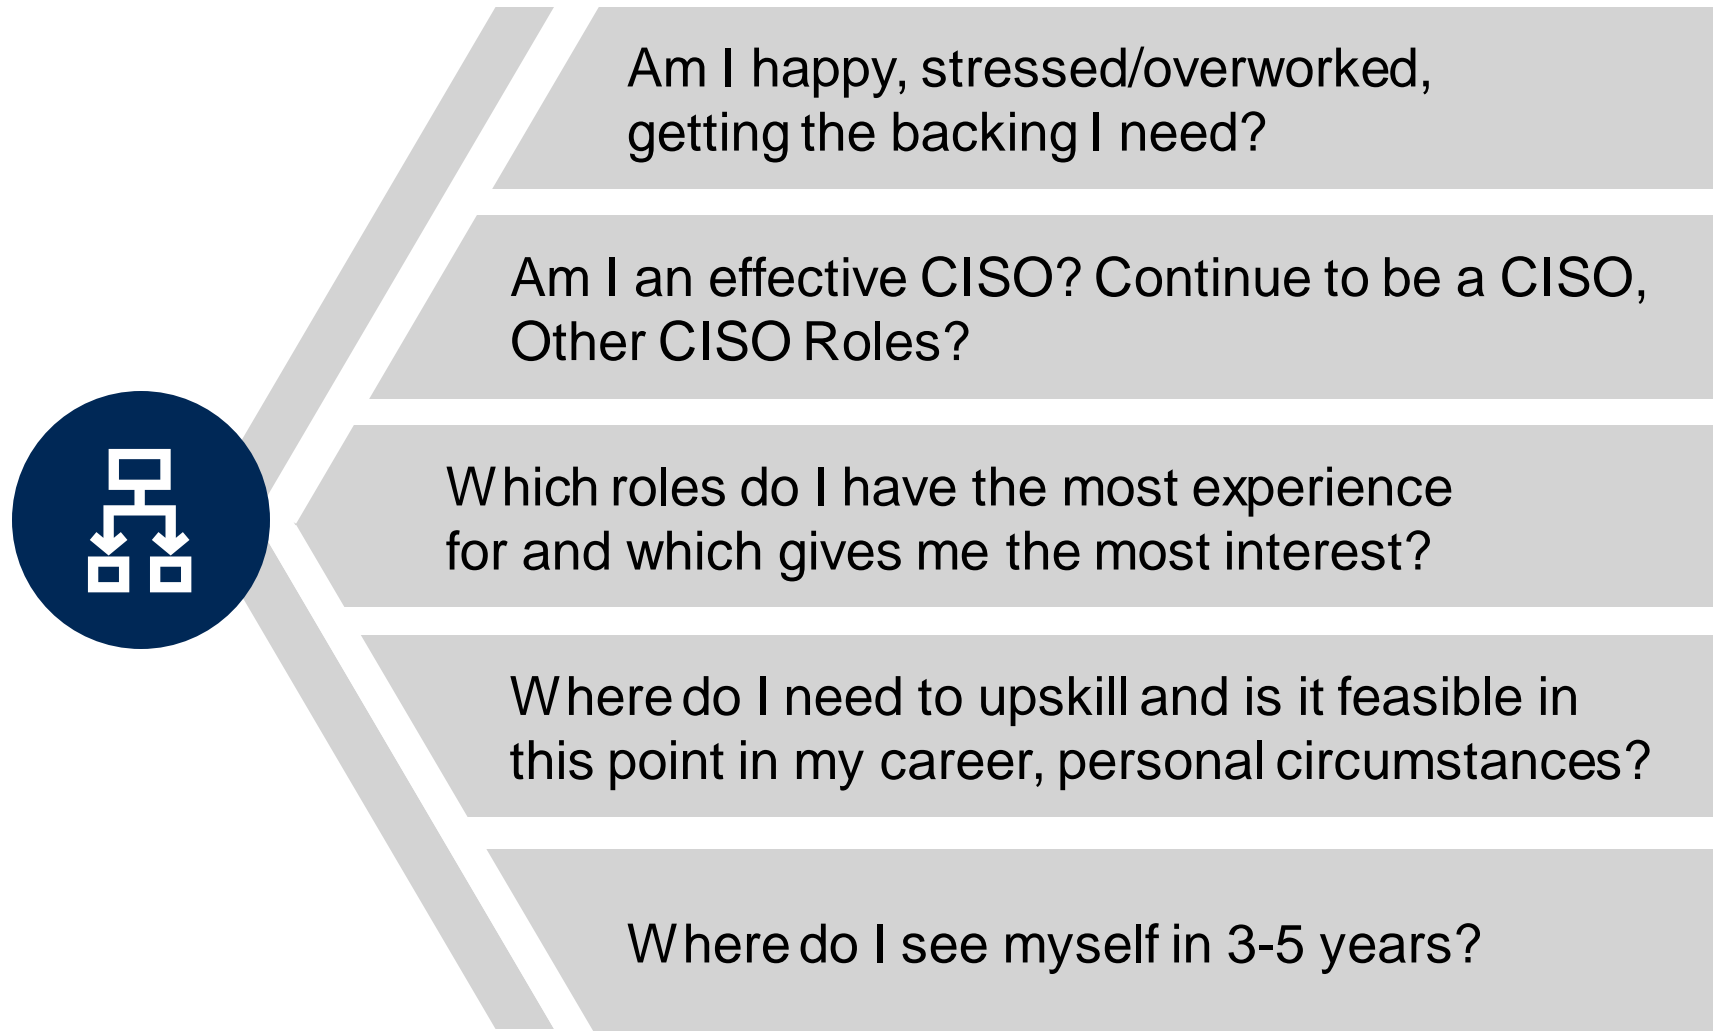 Am I happy, stressed/overworked,
getting the backing I need?
Am I an effective CISO? Continue to be a CISO,
Other CISO Roles?
Which roles do I have the most experience
for and which gives me the most interest?
Where do I need to upskill and is it feasible in
this point in my career, personal circumstances?
Where do I see myself in 3-5 years?